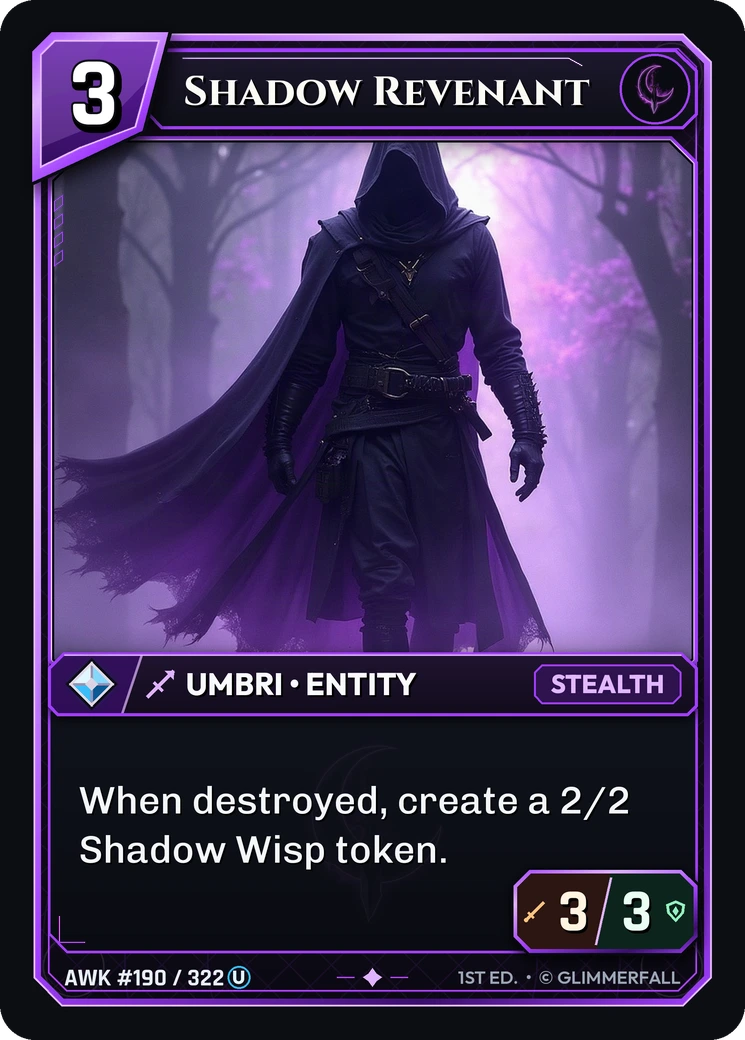 3
SHADOW REVENANT
UMBRI • ENTITY
STEALTH
When destroyed, create a 2/2
Shadow Wisp token.
3 / 3
AWK #190 / 322 U
1ST ED. • © GLIMMERFALL